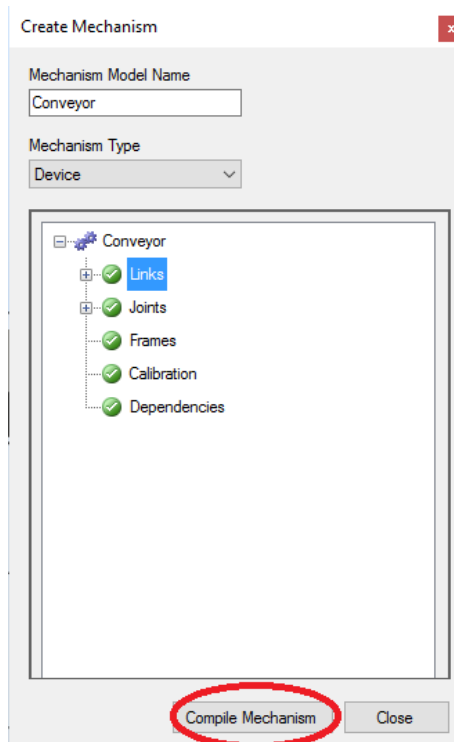 Create Mechanism
x
Mechanism Model Name
Conveyor
Mechanism Type
Device
Conveyor
Links
Joints
Frames
Calibration
Dependencies
Compile Mechanism Close